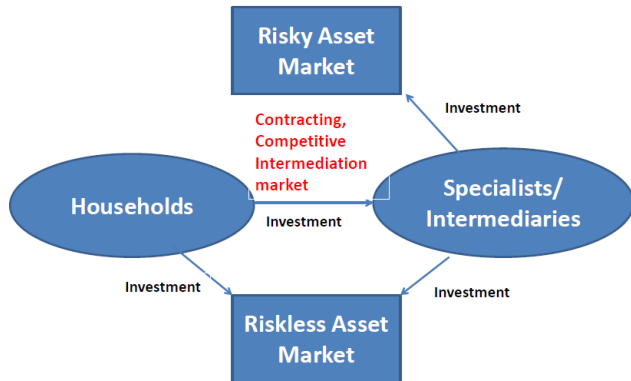 Risky Asset
Market
Investment
Contracting,
Competitive
Intermediation
market
Households
Investment
Specialists/
Intermediaries
Investment
Investment
Riskless Asset
Market